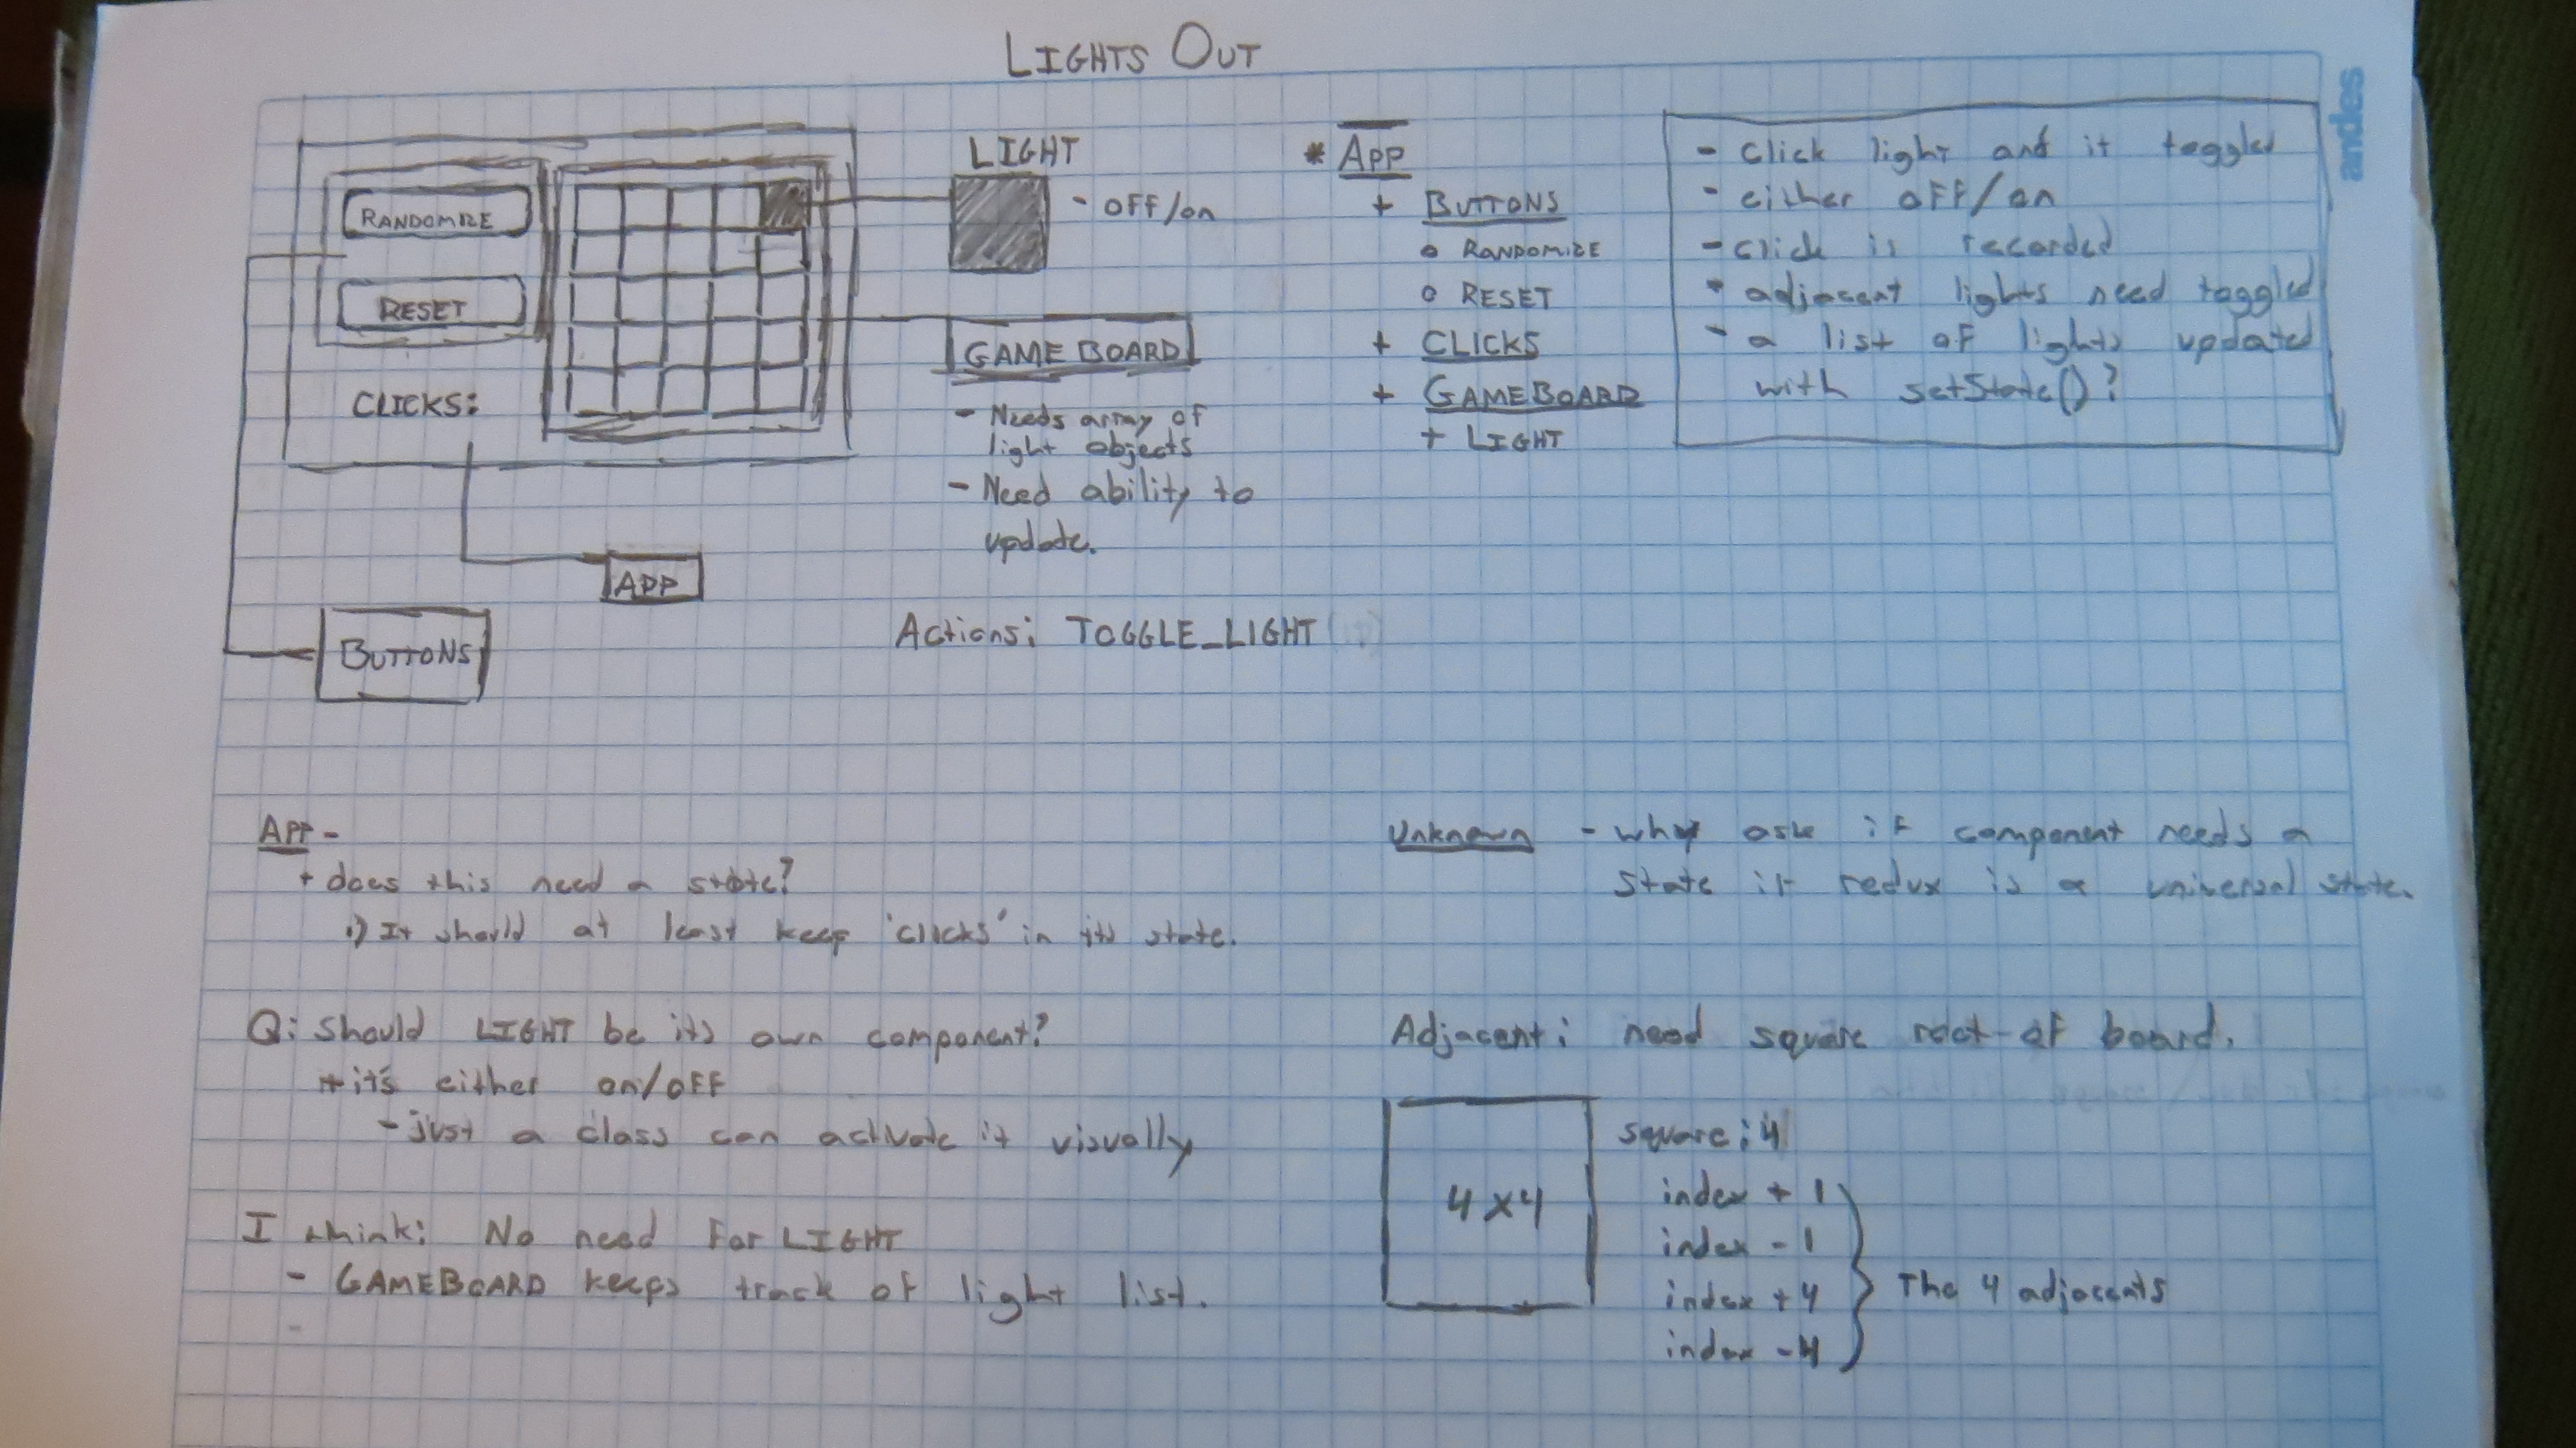 LIGHTS OUT
andes
RANDOMIZE
RESET
CLICKS:
LIGHT
- off/on
GAME BOARD
- Needs array of
light objects
- Need ability to
update.
APP
BUTTONS
Actions: TOGGLE_LIGHT
* APP
+ BUTTONS
o RANDOMIZE
o RESET
+ CLICKS
+ GAMEBOARD
+ LIGHT
- click light and it toggled
- either off/on
- click is recorded
* adjacent lights need toggled
- a list of lights updated
with setState()?
APP -
+ does this need a state?
i) It should at least keep 'clicks' in its state.
Q: Should LIGHT be its own component?
+ it's either on/off
- just a class can activate it visually
I think: No need for LIGHT
- GAMEBOARD keeps track of light list.
-
Unknown - why ask if component needs a
state if redux is a universal state.
Adjacent: need square root of board.
4 x 4
square: 4
index + 1
index - 1
index + 4
index - 4
The 4 adjacents